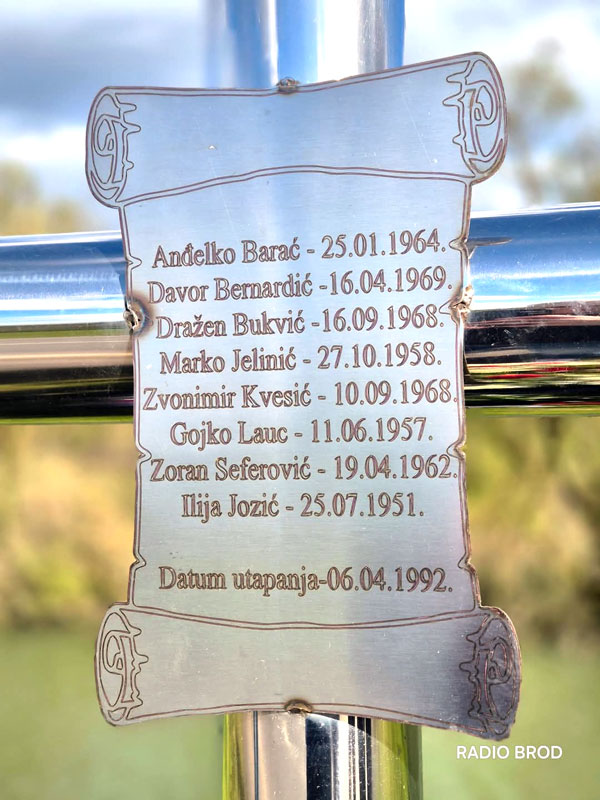 Anđelko Barać - 25.01.1964.
Davor Bernardić -16.04.1969.
Dražen Bukvić -16.09.1968.
Marko Jelinić - 27.10.1958.
Zvonimir Kvesić - 10.09.1968.
Gojko Lauc - 11.06.1957.
Zoran Seferović - 19.04.1962.
Ilija Jozić - 25.07.1951.
Datum utapanja-06.04.1992.
RADIO BROD